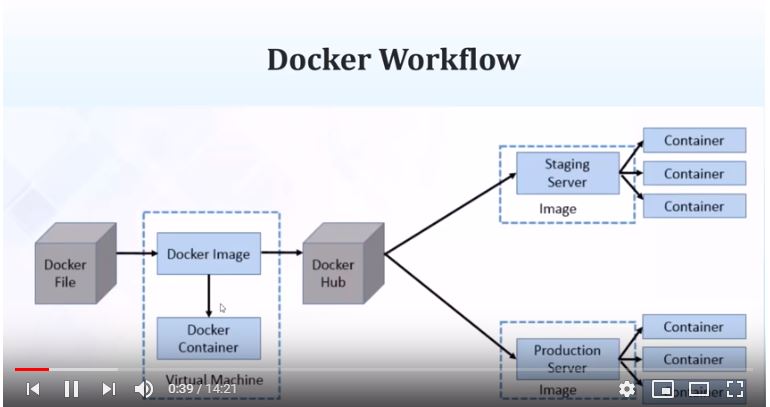 Docker Workflow
Docker
File
Docker Image
Docker
Container
Virtual Machine
Docker
Hub
Staging
Server
Image
Container
Container
Container
Production
Server
Image
Container
Container
Container
0:39 / 14:21